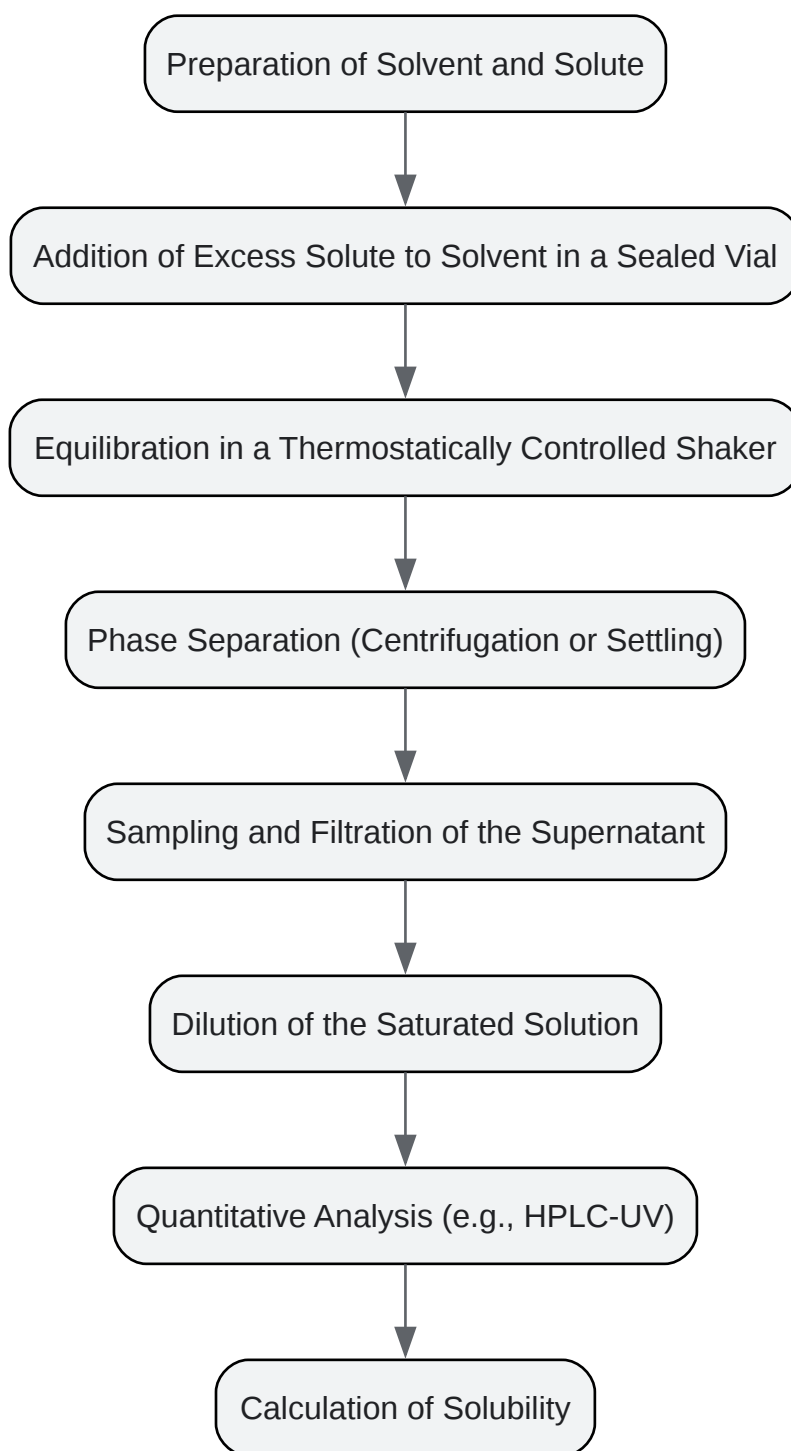 Preparation of Solvent and Solute
Addition of Excess Solute to Solvent in a Sealed Vial
Equilibration in a Thermostatically Controlled Shaker
Phase Separation (Centrifugation or Settling)
Sampling and Filtration of the Supernatant
Dilution of the Saturated Solution
Quantitative Analysis (e.g., HPLC-UV)
Calculation of Solubility